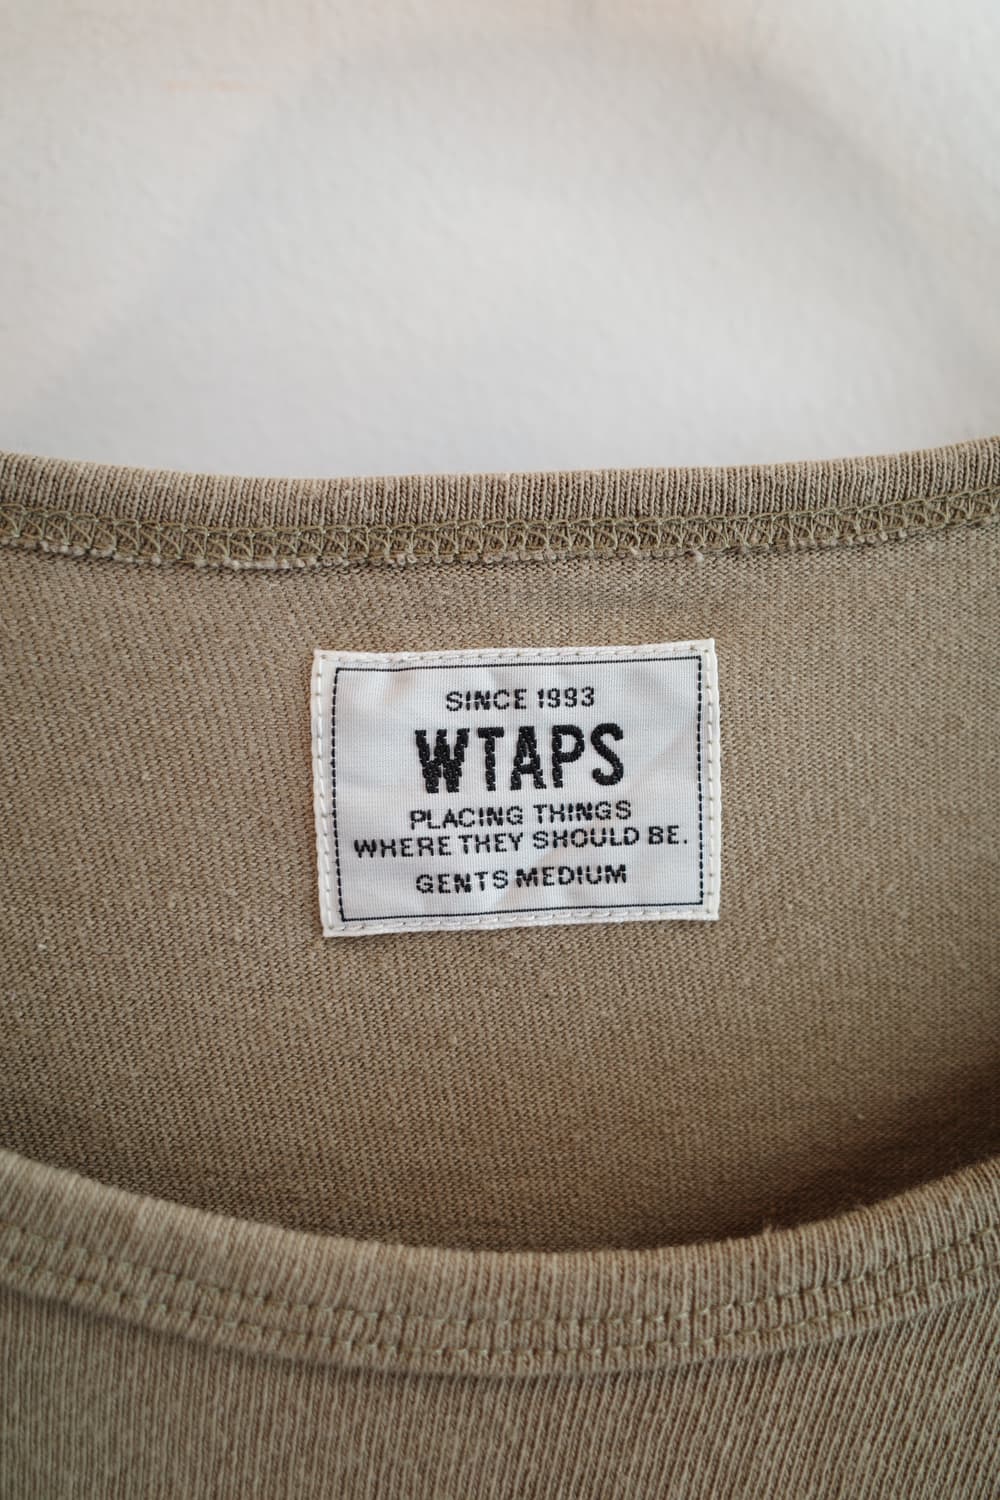 SINCE 1993
WTAPS
PLACING THINGS
WHERE THEY SHOULD BE.
GENTS MEDIUM